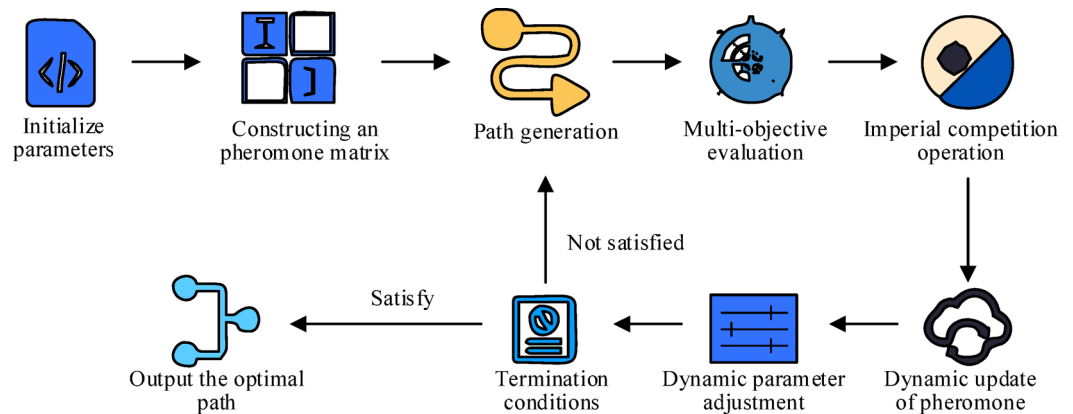 Initialize
parameters
Constructing an
pheromone matrix
Path generation
Multi-objective
evaluation
Imperial competition
operation
Not satisfied
Satisfy
Output the optimal
path
Termination
conditions
Dynamic parameter
adjustment
Dynamic update
of pheromone